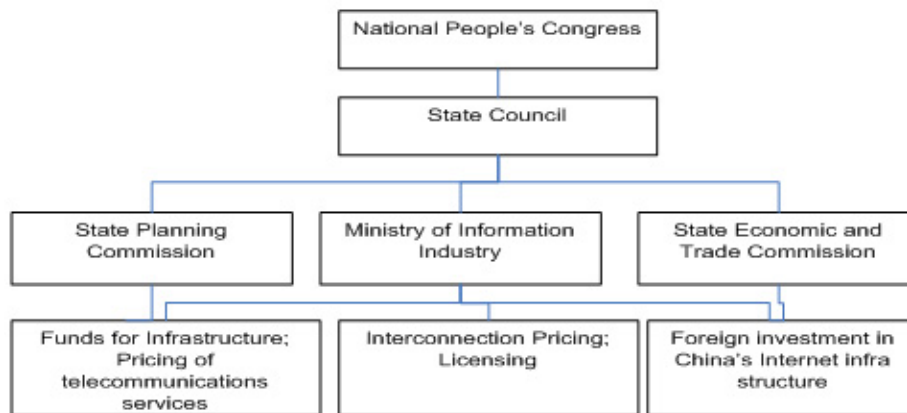 National People's Congress
State Council
State Planning
Commission
Ministry of Information
Industry
State Economic and
Trade Commission
Funds for Infrastructure;
Pricing of
telecommunications
services
Interconnection Pricing;
Licensing
Foreign investment in
China's Internet infra
structure